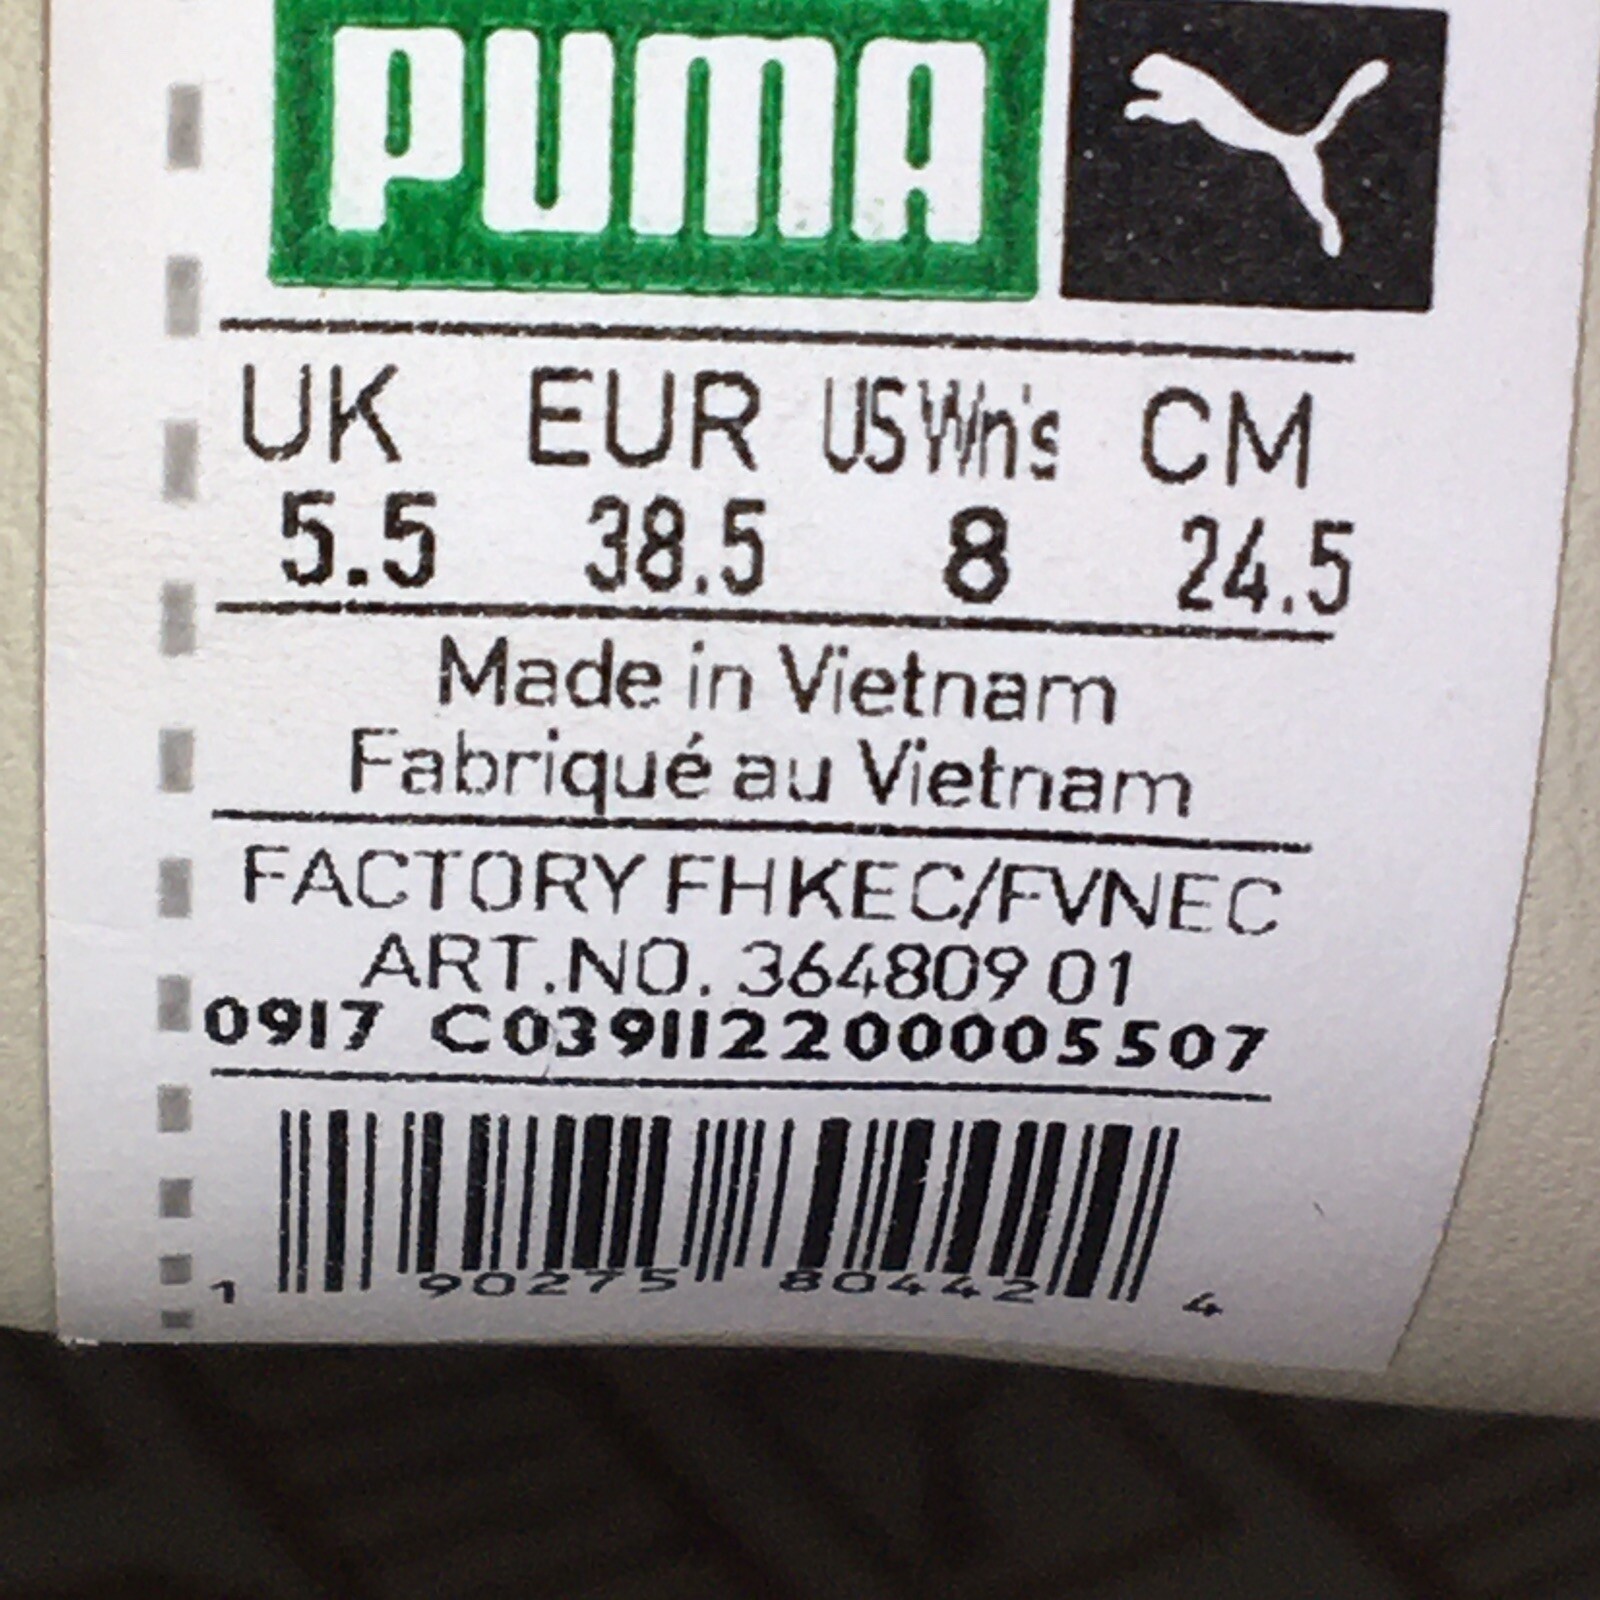 PUMA
UK EUR US Wn's CM
5.5 38.5 8 24.5
Made in Vietnam
Fabriqué au Vietnam
FACTORY FHKEC/FVNEC
ART.NO. 364809 01
0917 C039112200005507
1 90275 80442 4